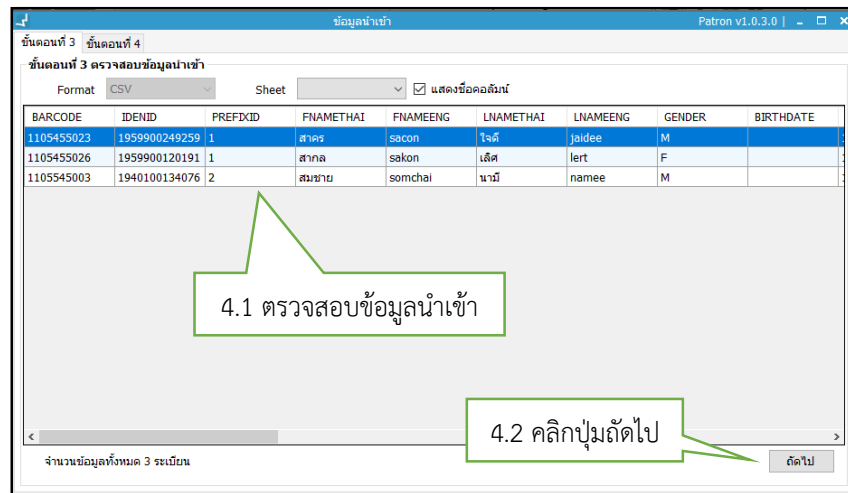 ข้อมูลนำเข้า Patron v1.0.3.0 |
ขั้นตอนที่ 3 ขั้นตอนที่ 4
ขั้นตอนที่ 3 ตรวจสอบข้อมูลนำเข้า
Format CSV Sheet แสดงชื่อคอลัมน์
BARCODE IDENID PREFIXID FNAMETHAI FNAMEENG LNAMETHAI LNAMEENG GENDER BIRTHDATE
1105455023 1959900249259 1 สาคร sacon ใจดี jaidee M
1105455026 1959900120191 1 สากล sakon เลิศ lert F
1105545003 1940100134076 2 สมชาย somchai นามี namee M
4.1 ตรวจสอบข้อมูลนำเข้า
4.2 คลิกปุ่มถัดไป
จำนวนข้อมูลทั้งหมด 3 ระเบียน ถัดไป